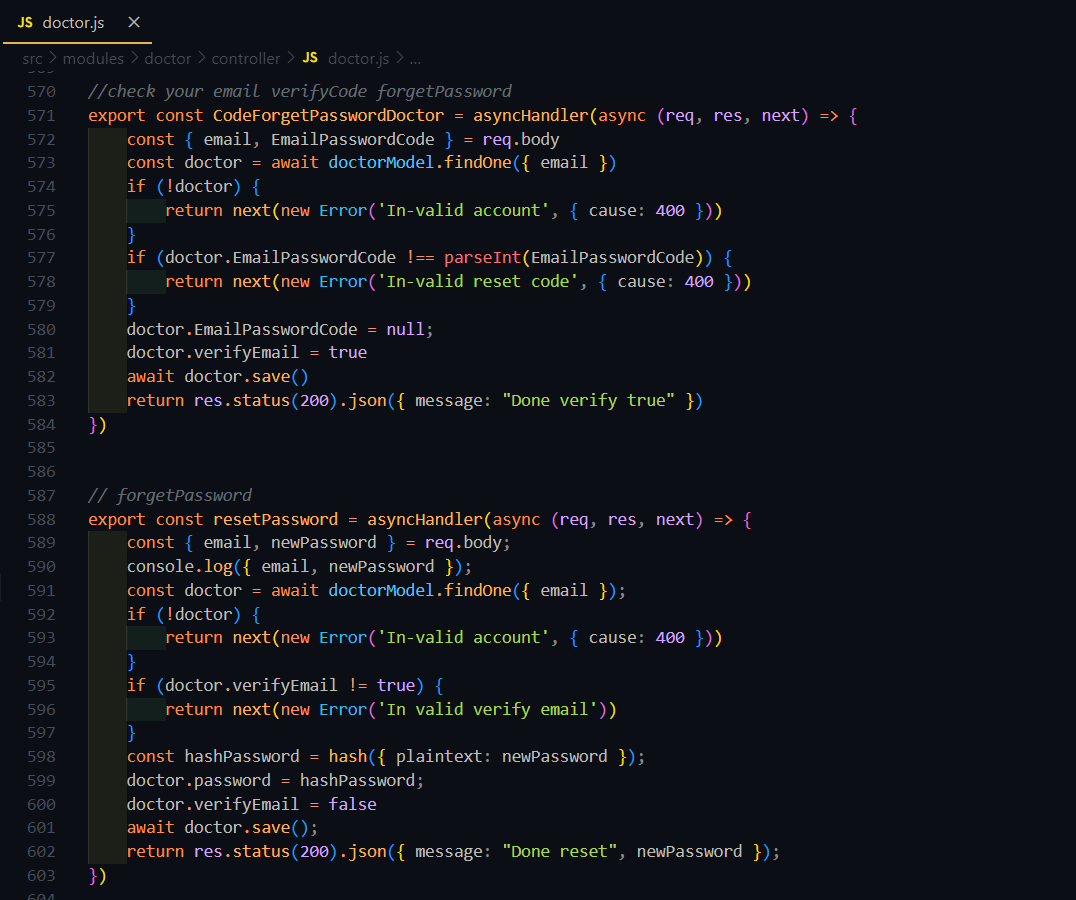 JS doctor.js ×
src > modules > doctor > controller > JS doctor.js > ...
569
570 //check your email verifyCode forgetPassword
571 export const CodeForgetPasswordDoctor = asyncHandler(async (req, res, next) => {
572 const { email, EmailPasswordCode } = req.body
573 const doctor = await doctorModel.findOne({ email })
574 if (!doctor) {
575 return next(new Error('In-valid account', { cause: 400 }))
576 }
577 if (doctor.EmailPasswordCode !== parseInt(EmailPasswordCode)) {
578 return next(new Error('In-valid reset code', { cause: 400 }))
579 }
580 doctor.EmailPasswordCode = null;
581 doctor.verifyEmail = true
582 await doctor.save()
583 return res.status(200).json({ message: "Done verify true" })
584 })
585
586
587 // forgetPassword
588 export const resetPassword = asyncHandler(async (req, res, next) => {
589 const { email, newPassword } = req.body;
590 console.log({ email, newPassword });
591 const doctor = await doctorModel.findOne({ email });
592 if (!doctor) {
593 return next(new Error('In-valid account', { cause: 400 }))
594 }
595 if (doctor.verifyEmail != true) {
596 return next(new Error('In valid verify email'))
597 }
598 const hashPassword = hash({ plaintext: newPassword });
599 doctor.password = hashPassword;
600 doctor.verifyEmail = false
601 await doctor.save();
602 return res.status(200).json({ message: "Done reset", newPassword });
603 })
604